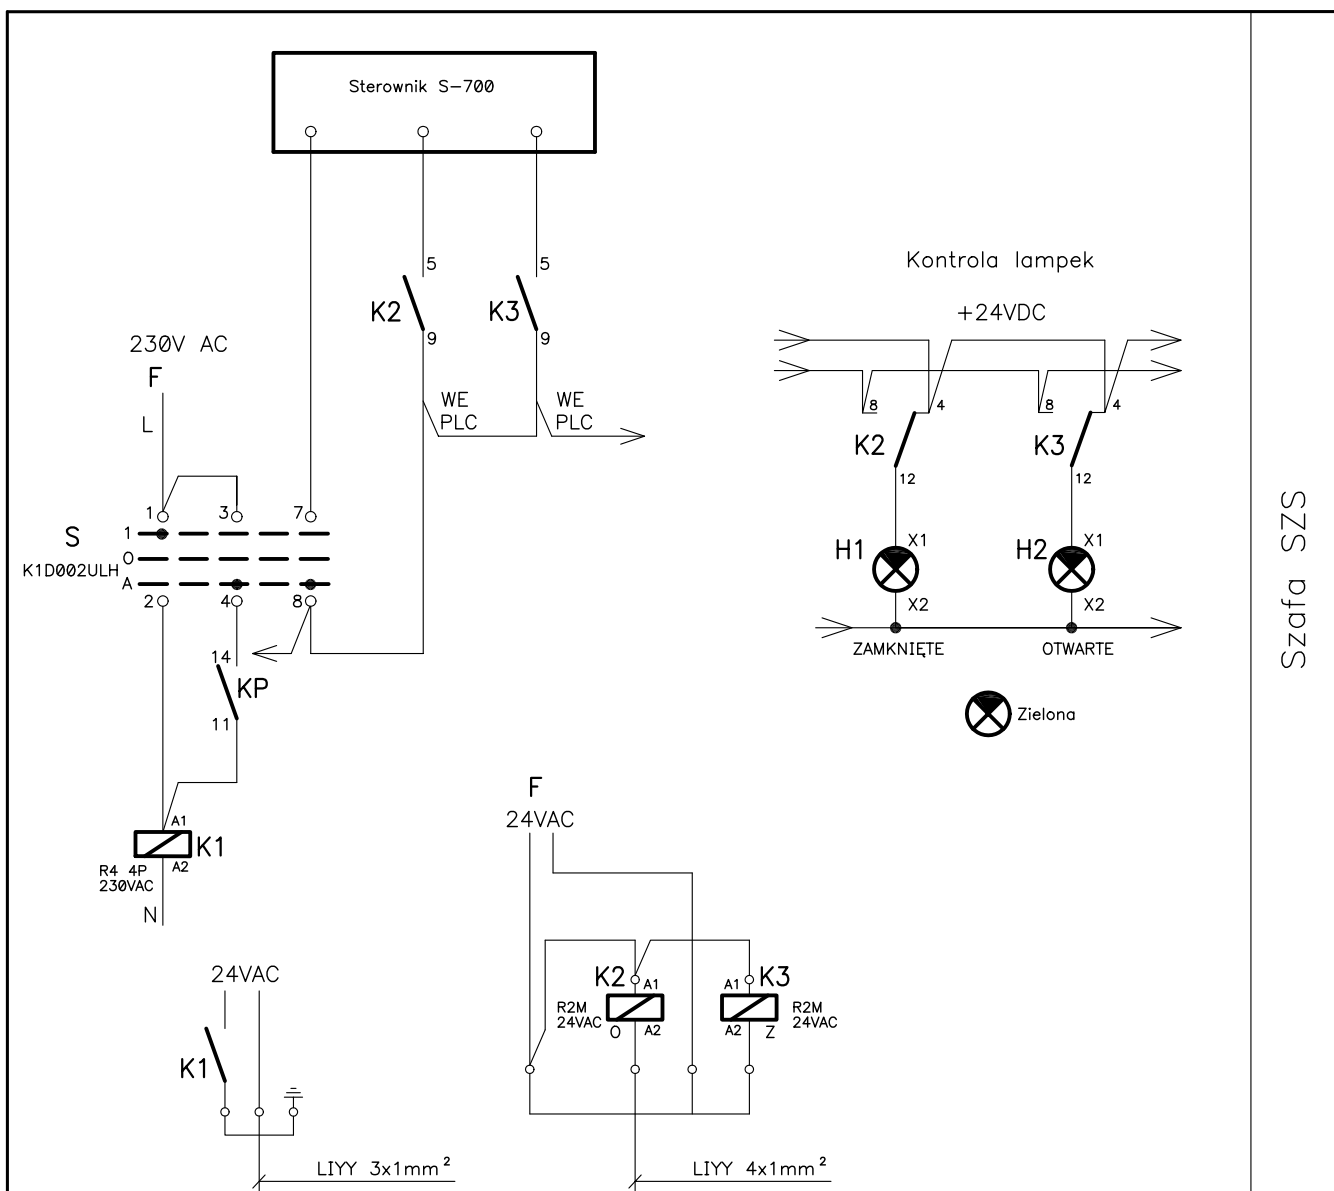 Sterownik S-700
5
5
K2
K3
9
9
WE
PLC
WE
PLC
230V AC
F
L
1
3
7
S
K1D002ULH
1
O
A
2
4
8
14
KP
11
A1
K1
A2
R4 4P
230VAC
N
Kontrola lampek
+24VDC
8
4
8
4
K2
K3
12
12
H1
X1
H2
X1
X2
X2
ZAMKNIĘTE
OTWARTE
Zielona
Szafa SZS
F
24VAC
K2
A1
A1
K3
R2M
24VAC
O
A2
A2
Z
R2M
24VAC
24VAC
K1
LIYY 3x1mm²
LIYY 4x1mm²